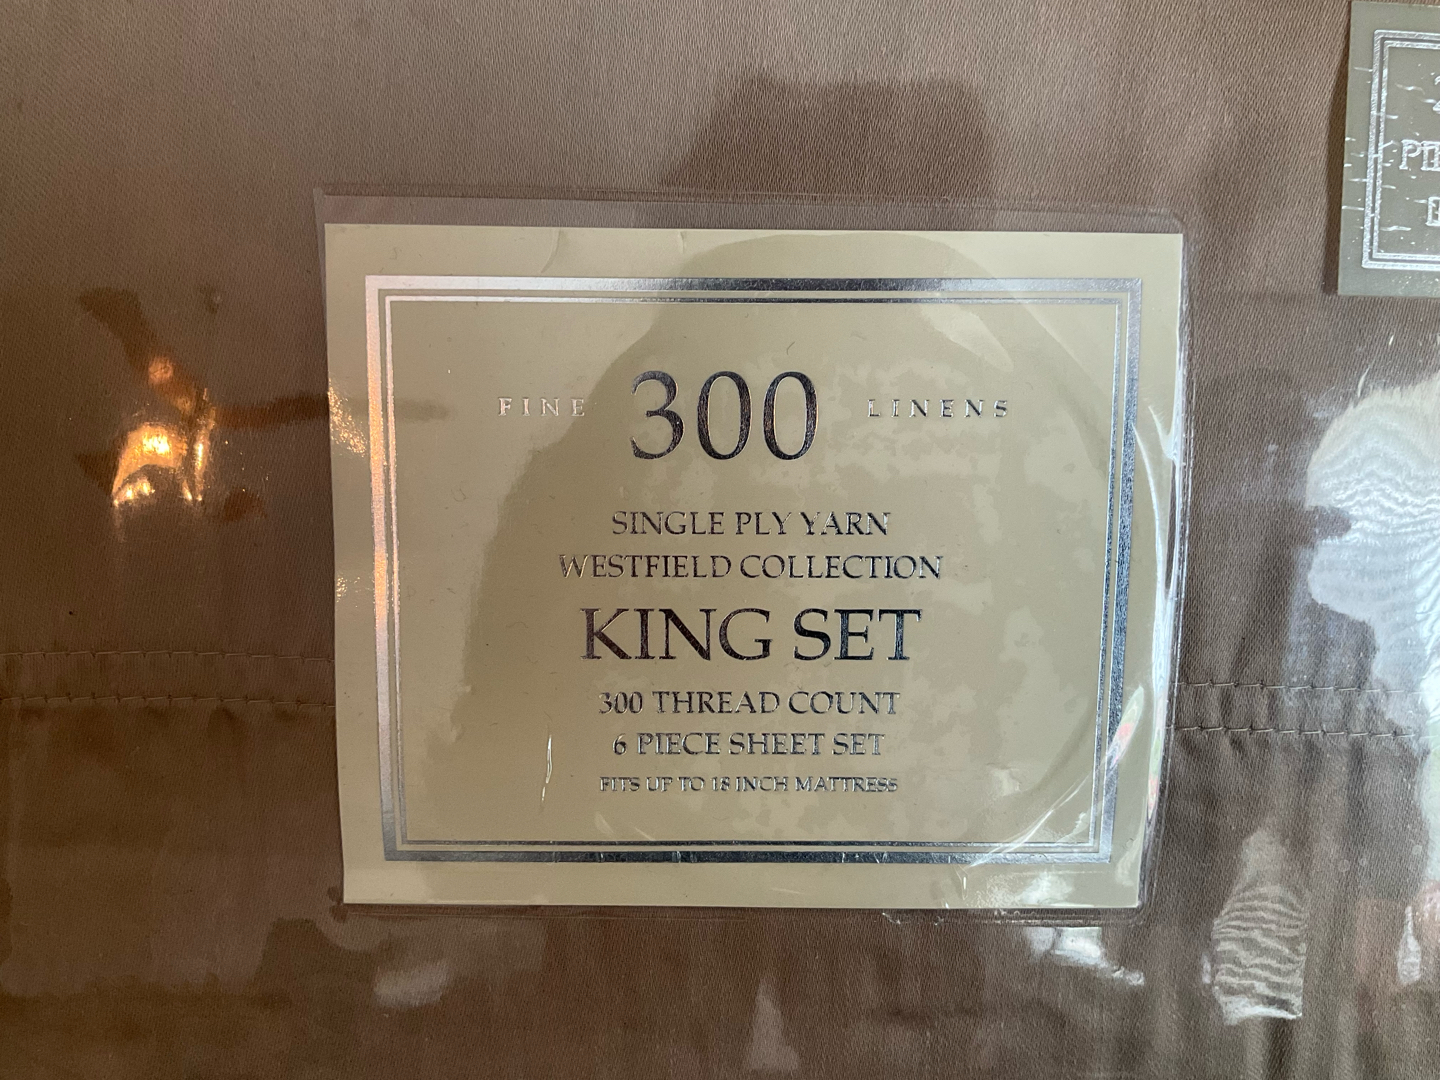 FINE 300 LINENS
SINGLE PLY YARN
WESTFIELD COLLECTION
KING SET
300 THREAD COUNT
6 PIECE SHEET SET
FITS UP TO 18 INCH MATTRESS